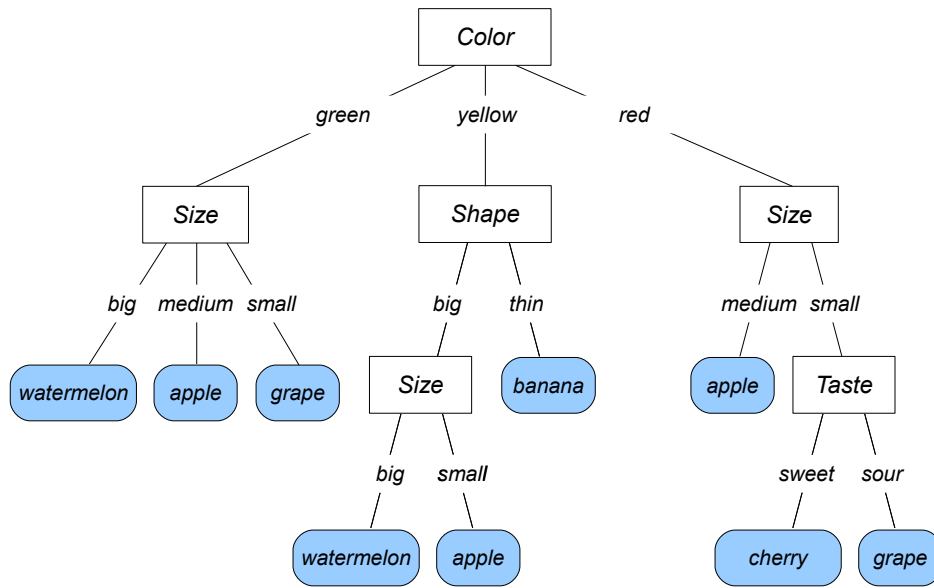 Color
green yellow red
Size Shape Size
big medium small big thin medium small
watermelon apple grape Size banana apple Taste
big small sweet sour
watermelon apple cherry grape